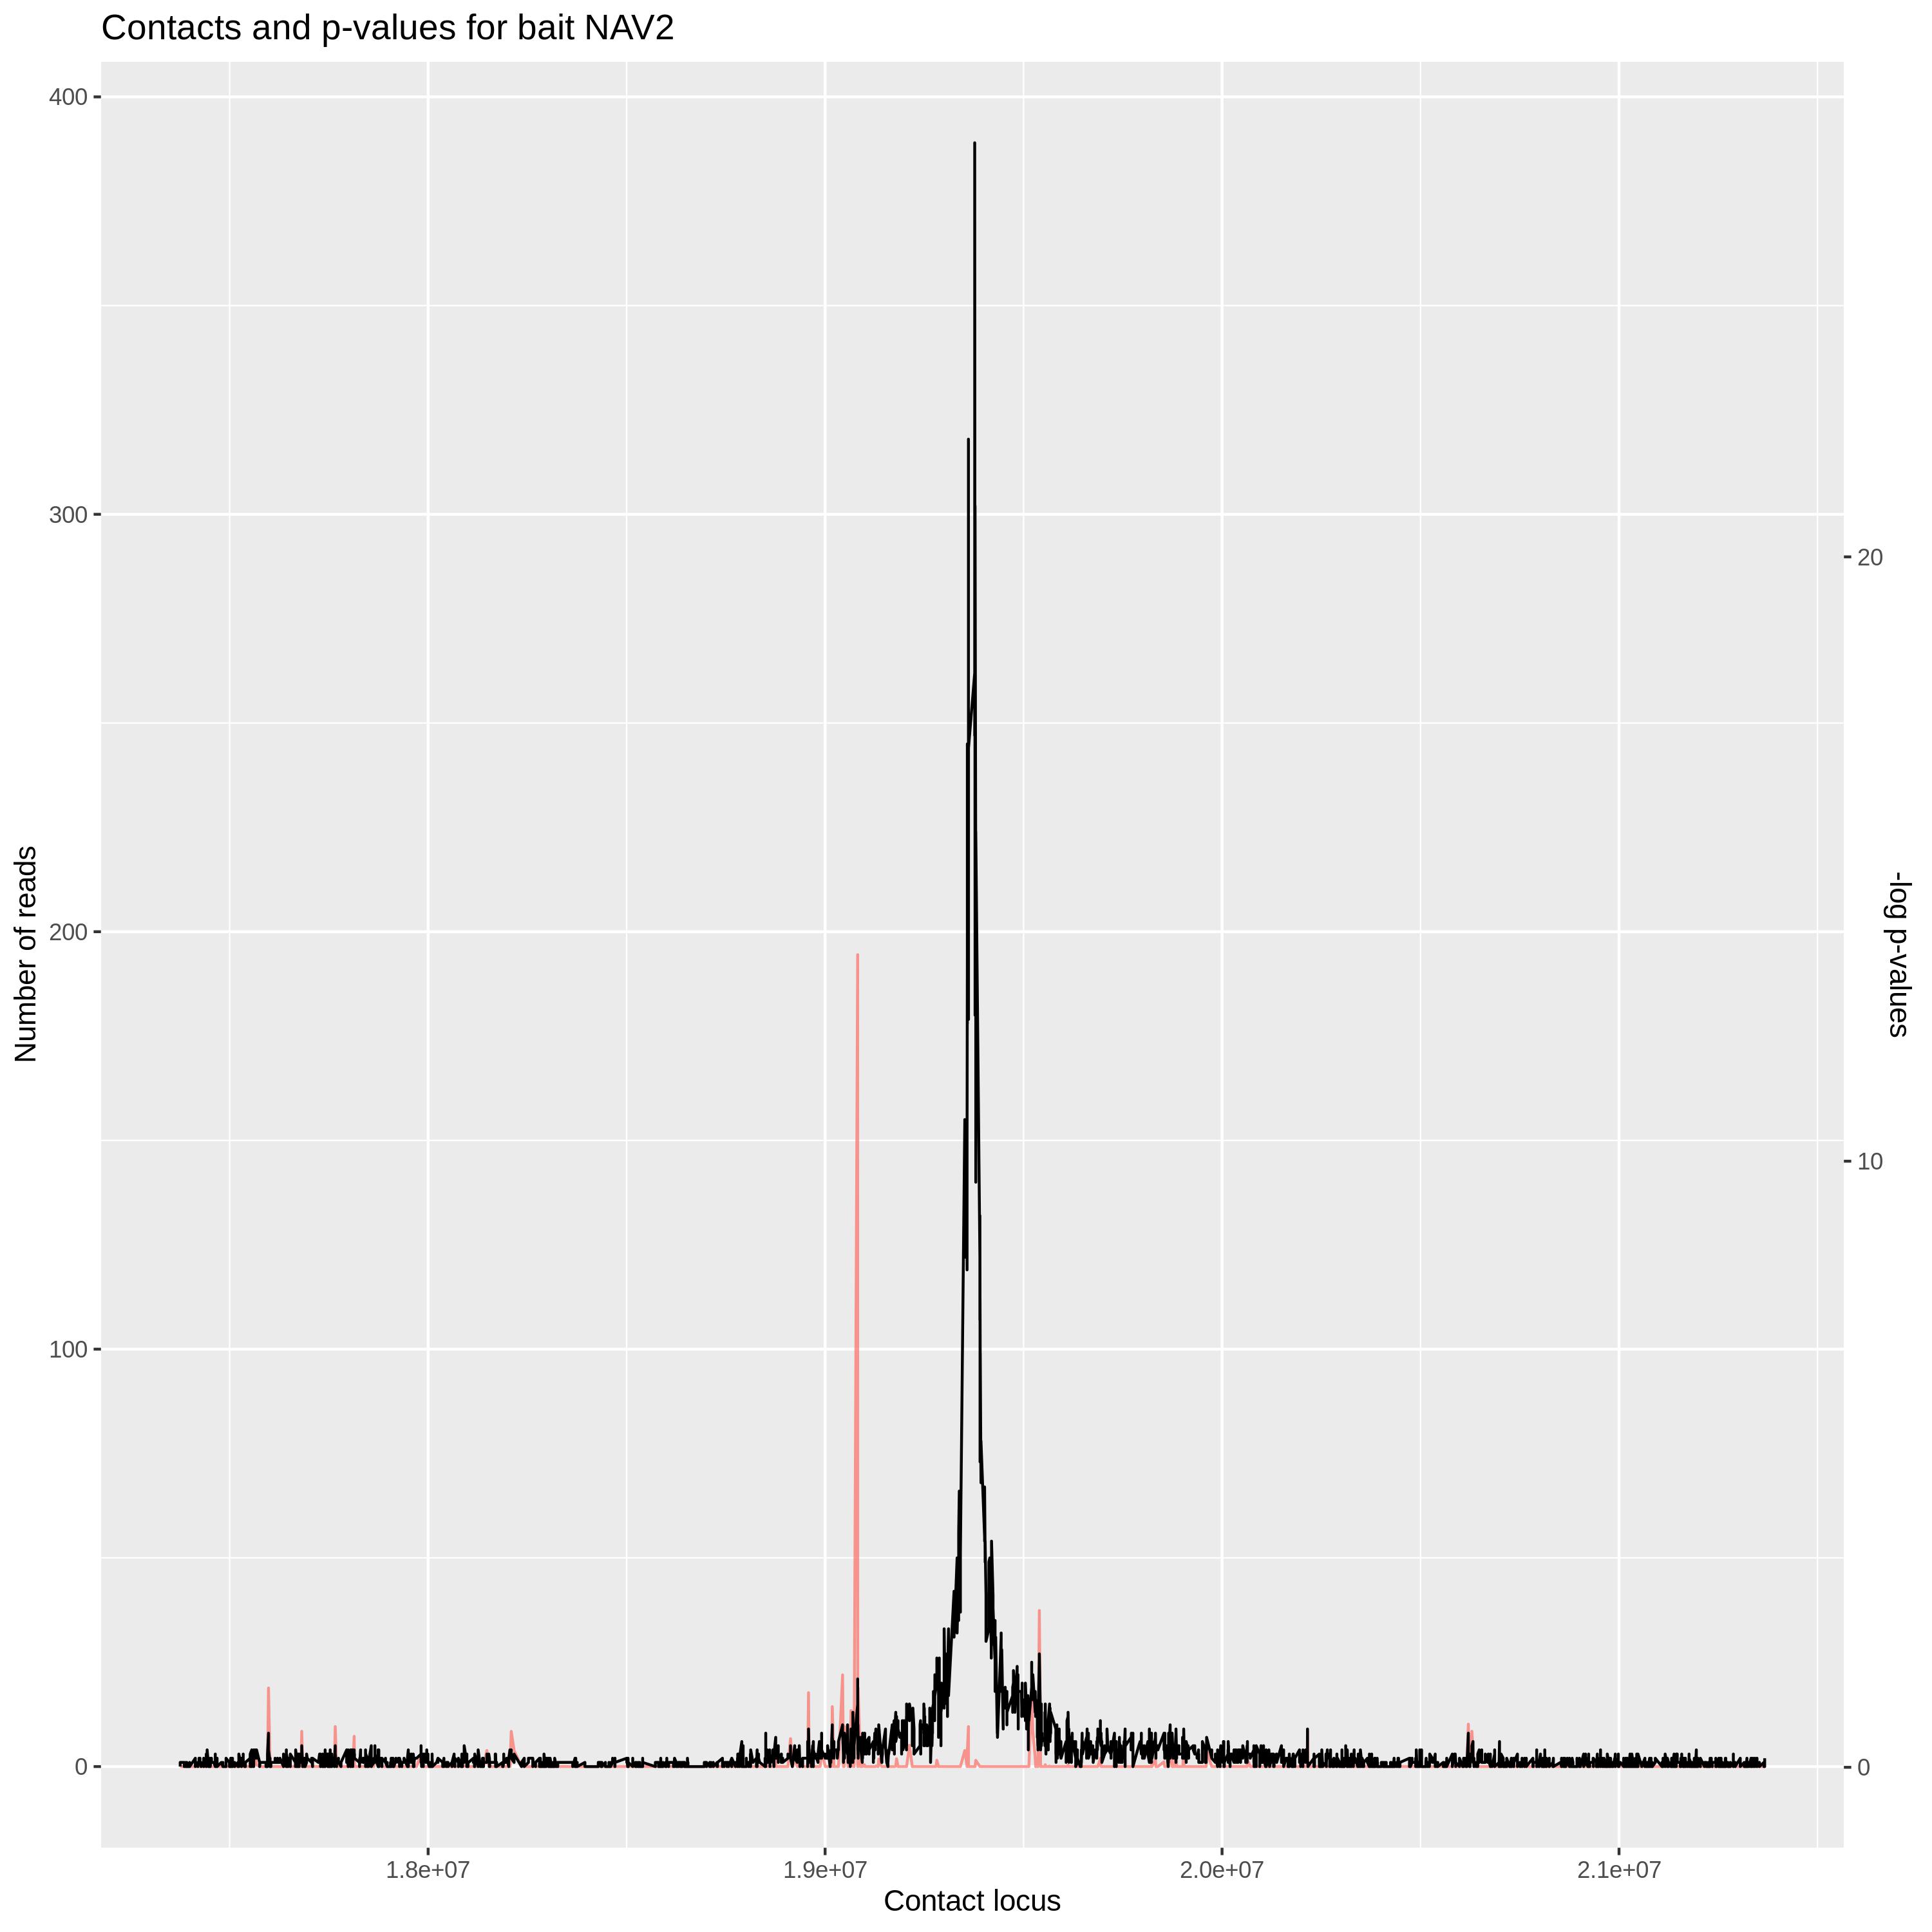 Contacts and p-values for bait NAV2
400
300
200
100
0
Number of reads
20
10
0
-log p-values
1.8e+07
1.9e+07
2.0e+07
2.1e+07
Contact locus